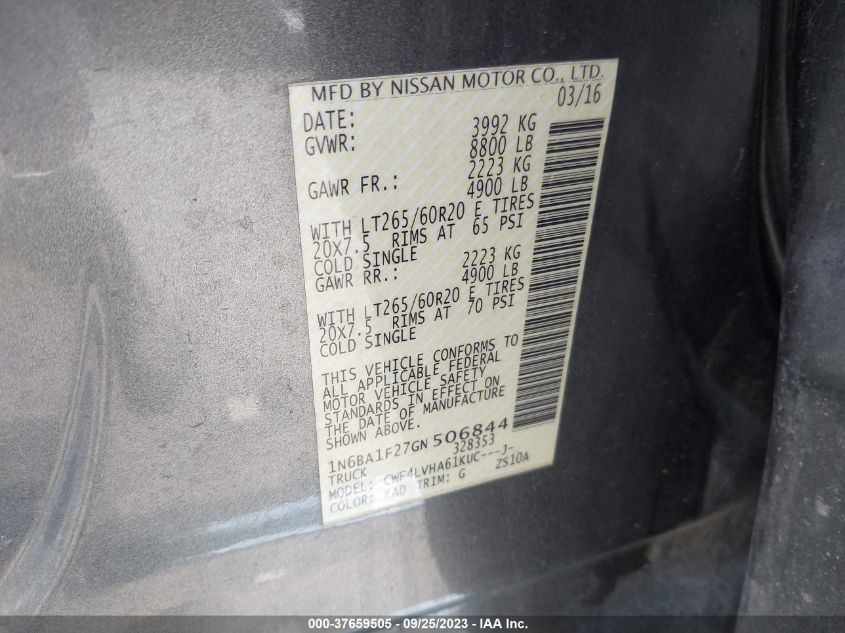 MFD BY NISSAN MOTOR CO., LTD.
DATE: 03/16
GVWR: 3992 KG
8800 LB
GAWR FR.: 2223 KG
4900 LB
WITH LT265/60R20 E TIRES
20X7.5 RIMS AT 65 PSI
COLD SINGLE
GAWR RR.: 2223 KG
4900 LB
WITH LT265/60R20 E TIRES
20X7.5 RIMS AT 70 PSI
COLD SINGLE
THIS VEHICLE CONFORMS TO
ALL APPLICABLE FEDERAL
MOTOR VEHICLE SAFETY
STANDARDS IN EFFECT ON
THE DATE OF MANUFACTURE
SHOWN ABOVE.
1N6BA1F27GN506844
TRUCK 328353
MODEL: CWF4LVHA61KUC---J-
COLOR: KAD TRIM: G ZS10A
000-37659505 - 09/25/2023 - IAA Inc.